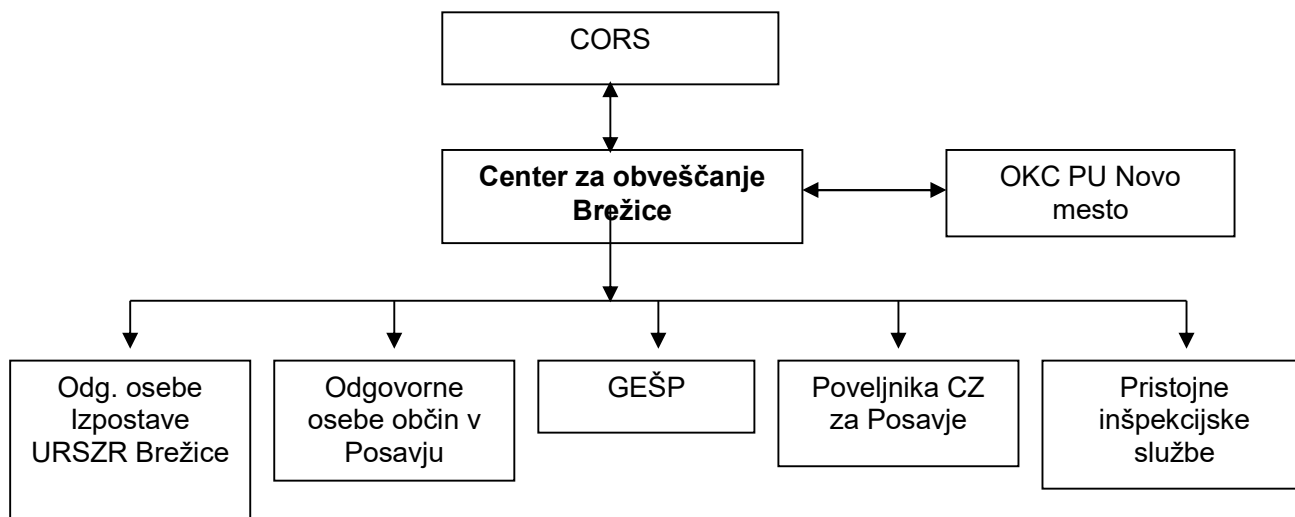 CORS
Center za obveščanje
Brežice
OKC PU Novo
mesto
Odg. osebe
Izpostave
URSZR Brežice
Odgovorne
osebe občin v
Posavju
GEŠP
Poveljnika CZ
za Posavje
Pristojne
inšpekcijske
službe